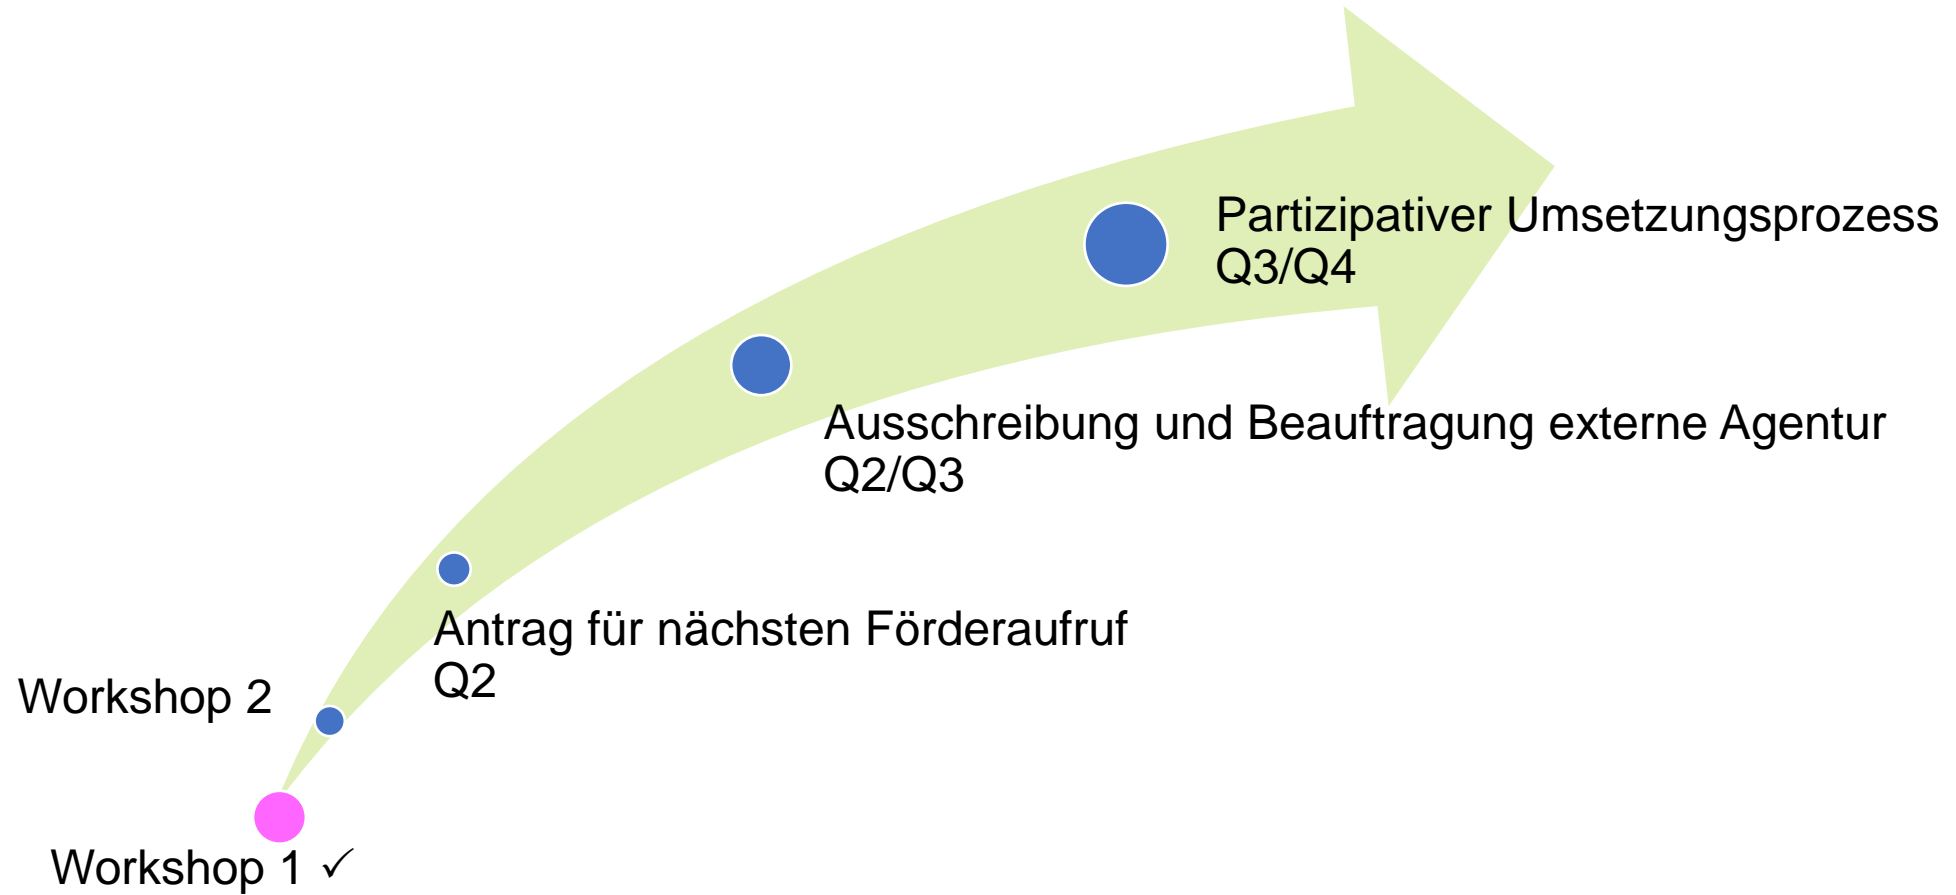 Partizipativer Umsetzungsprozess
Q3/Q4
Ausschreibung und Beauftragung externe Agentur
Q2/Q3
Antrag für nächsten Förderaufruf
Q2
Workshop 2
Workshop 1 ✓